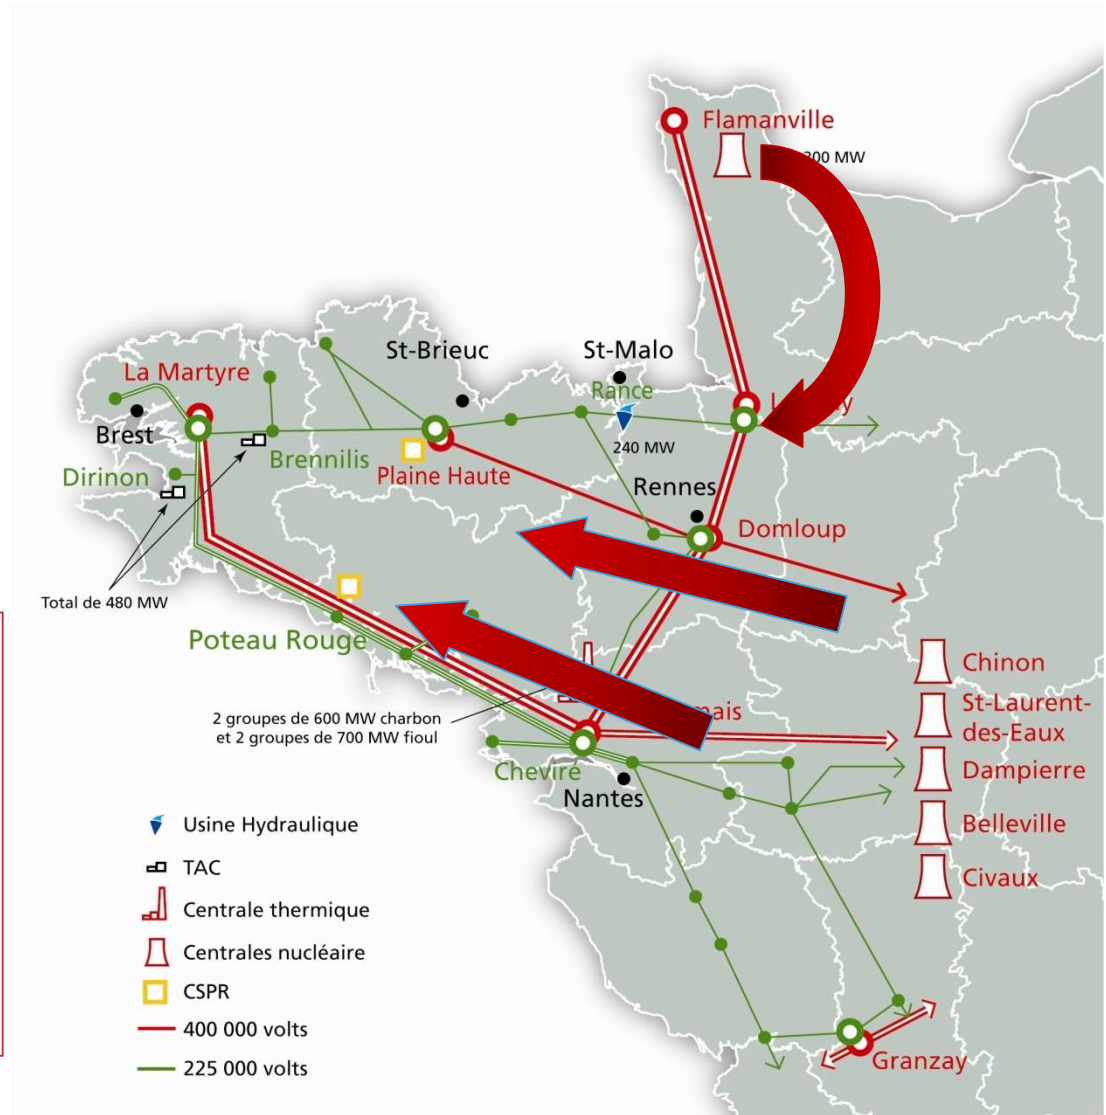 Flamanville
300 MW
St-Brieuc
St-Malo
La Martyre
Rance
Brest
Brennilis
240 MW
Dirinon
Plaine Haute
Rennes
Domloup
Total de 480 MW
Poteau Rouge
Chinon
St-Laurent-
des-Eaux
2 groupes de 600 MW charbon
et 2 groupes de 700 MW fioul
Cheviré
Dampierre
Nantes
Belleville
Civaux
Usine Hydraulique
TAC
Centrale thermique
Centrales nucléaire
CSPR
400 000 volts
225 000 volts
Granzay